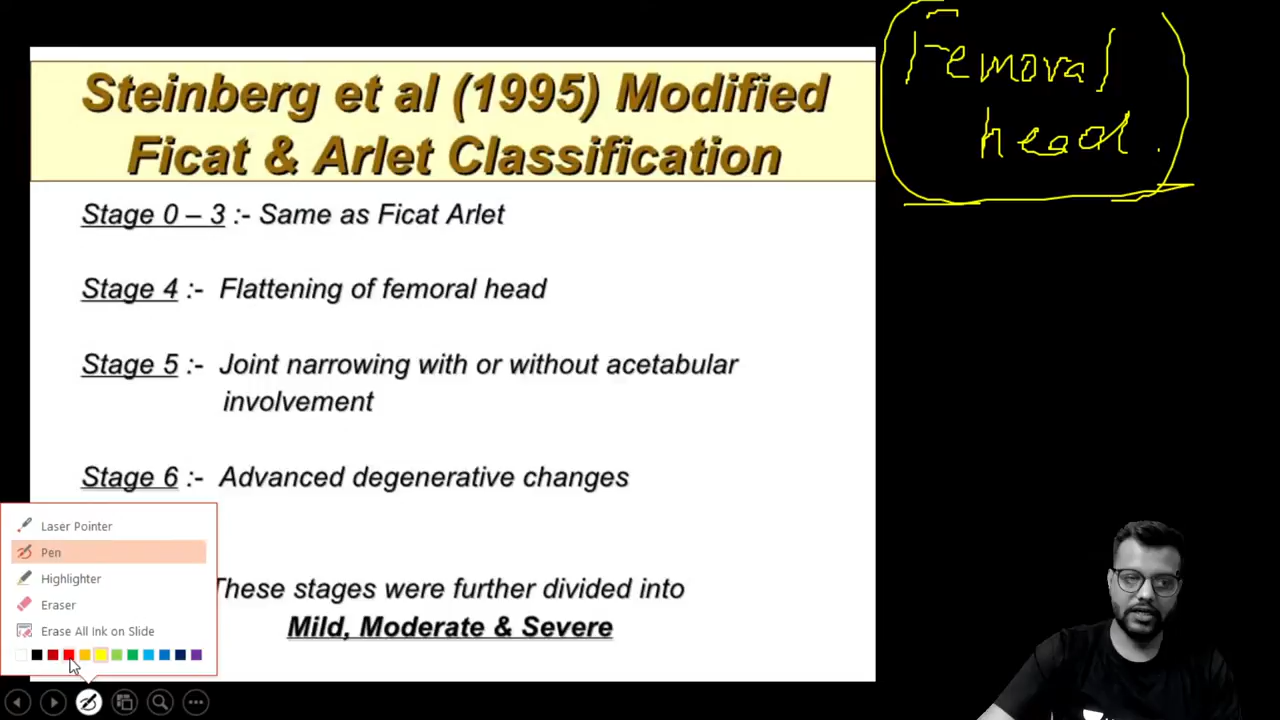 Steinberg et al (1995) Modified
Ficat & Arlet Classification
Stage 0 – 3 :- Same as Ficat Arlet
Stage 4 :- Flattening of femoral head
Stage 5 :- Joint narrowing with or without acetabular
involvement
Stage 6 :- Advanced degenerative changes
These stages were further divided into
Mild, Moderate & Severe
Femoral
head.
Laser Pointer
Pen
Highlighter
Eraser
Erase All Ink on Slide